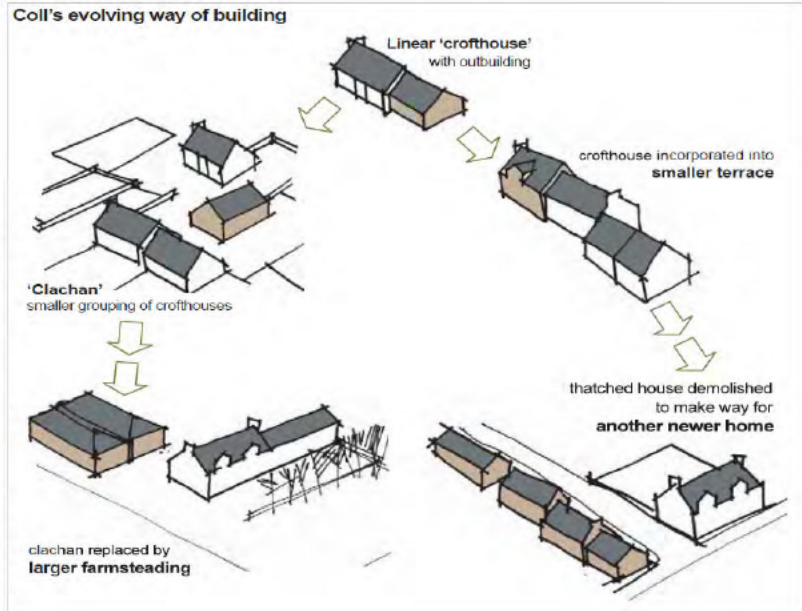 Coll's evolving way of building
Linear 'crofthouse'
with outbuilding
crofthouse incorporated into
smaller terrace
'Clachan'
smaller grouping of crofthouses
thatched house demolished
to make way for
another newer home
clachan replaced by
larger farmsteading